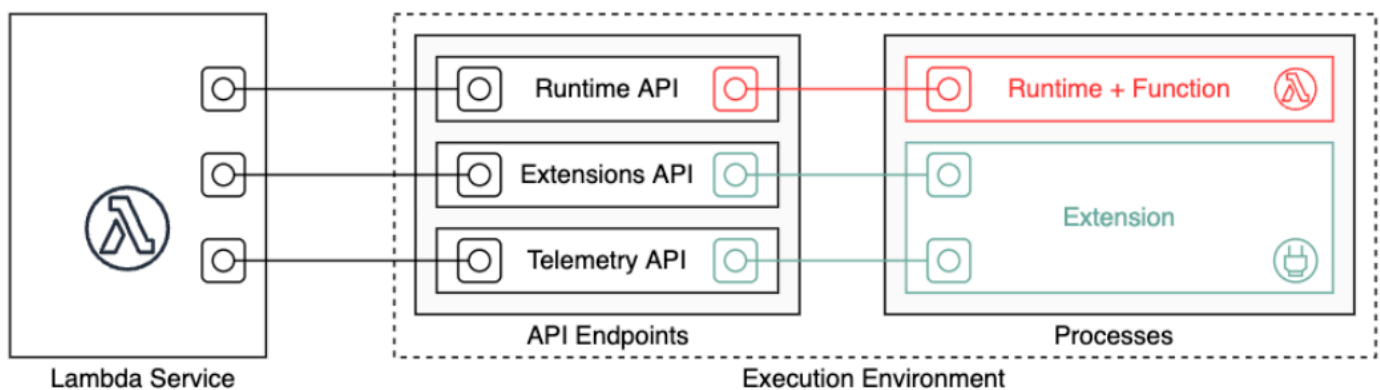 Runtime API
Runtime + Function
Extensions API
Extension
Telemetry API
API Endpoints
Processes
Lambda Service
Execution Environment